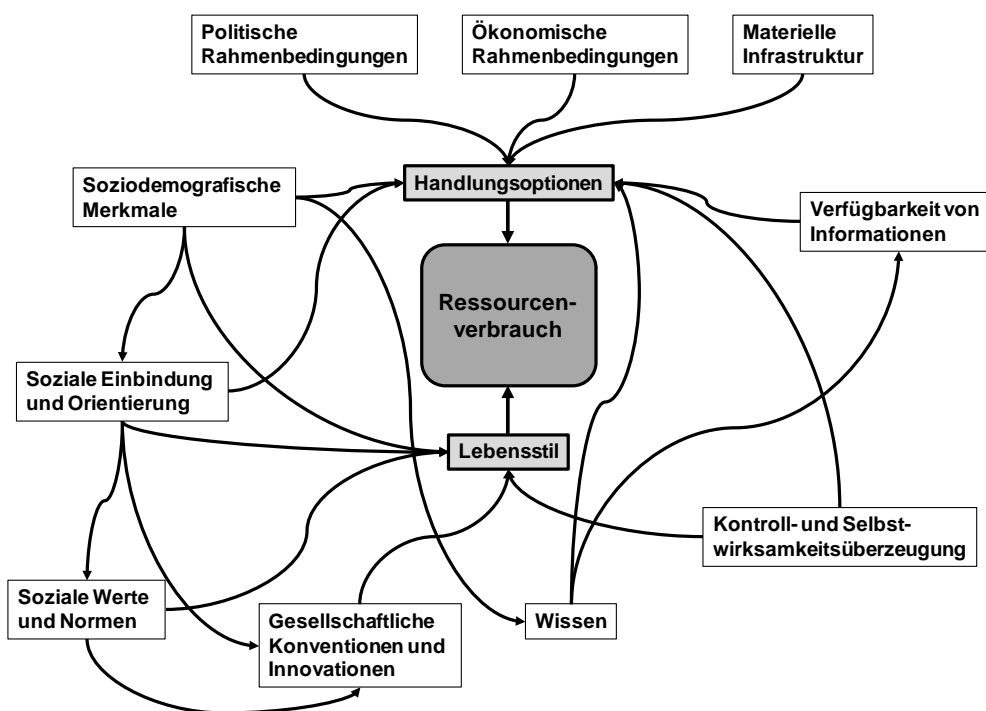 Politische
Rahmenbedingungen
Ökonomische
Rahmenbedingungen
Materielle
Infrastruktur
Handlungsoptionen
Soziodemografische
Merkmale
Verfügbarkeit von
Informationen
Ressourcen-
verbrauch
Soziale Einbindung
und Orientierung
Lebensstil
Kontroll- und Selbst-
wirksamkeitsüberzeugung
Soziale Werte
und Normen
Gesellschaftliche
Konventionen und
Innovationen
Wissen